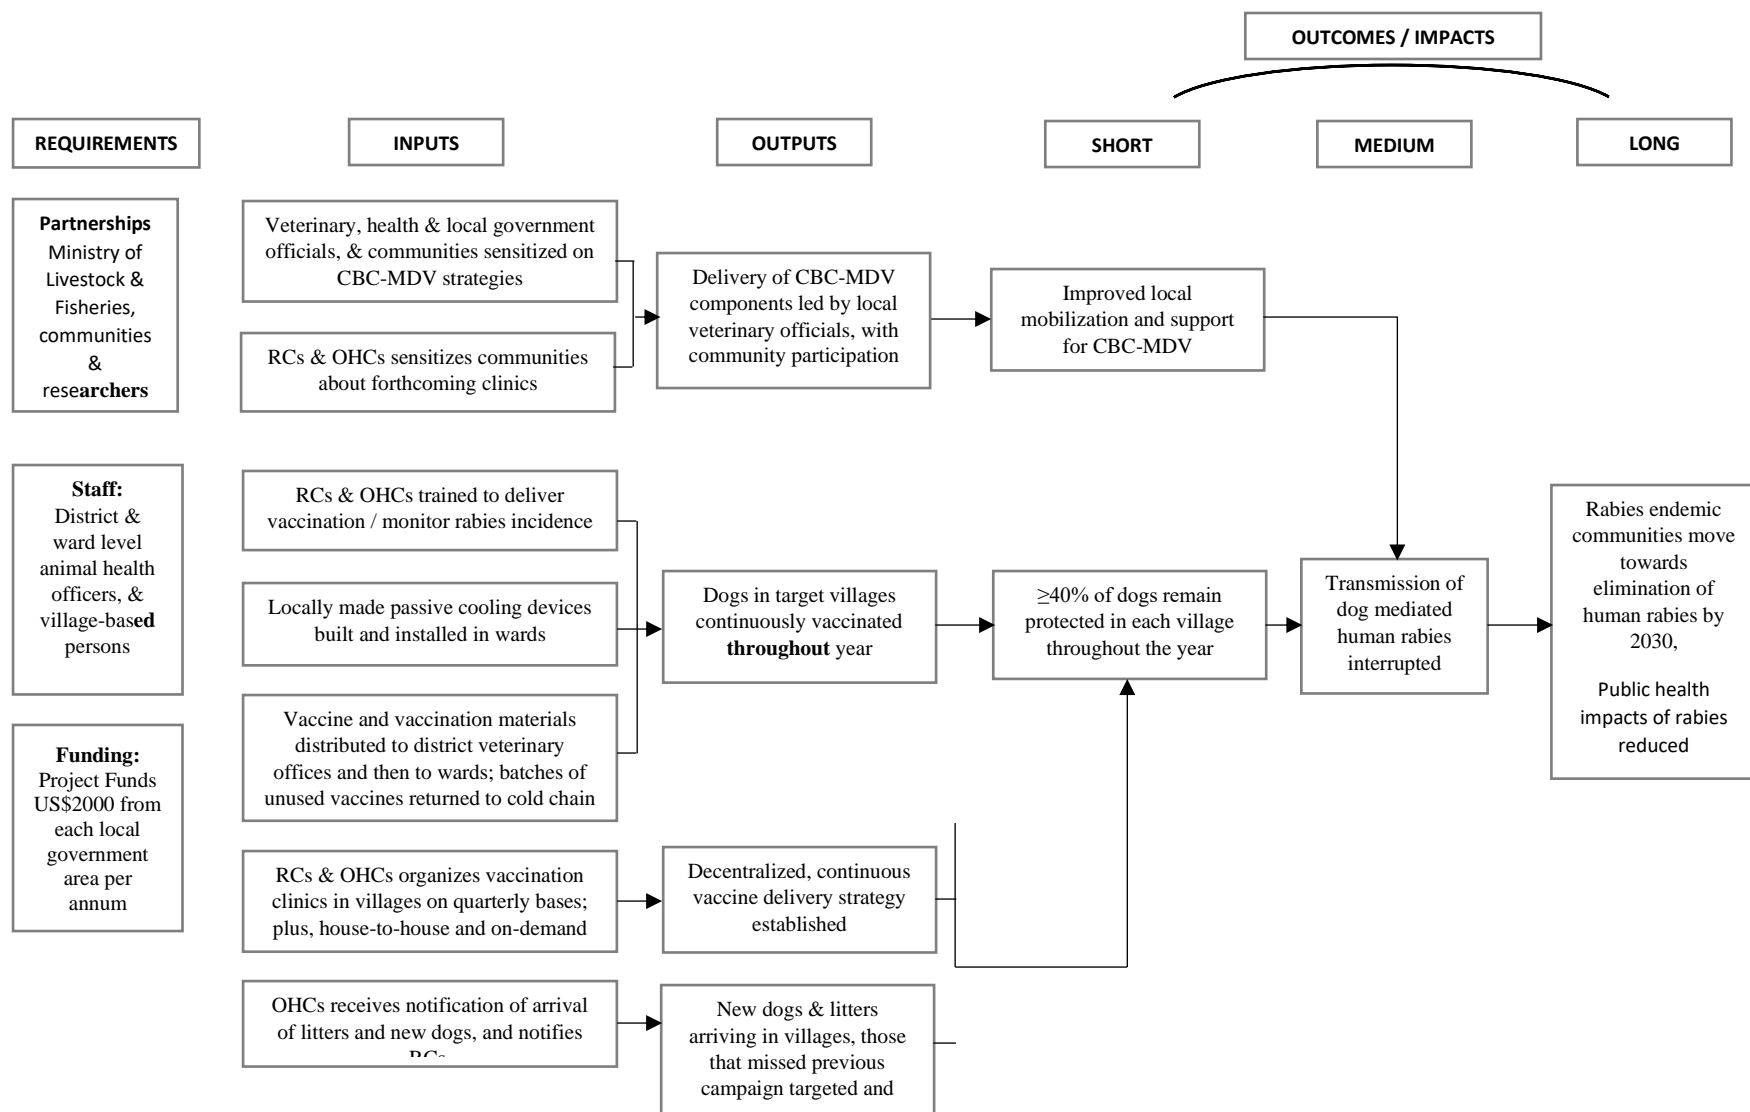 OUTCOMES / IMPACTS
REQUIREMENTS
INPUTS
OUTPUTS
SHORT
MEDIUM
LONG
Partnerships
Ministry of
Livestock &
Fisheries,
communities
&
researchers
Staff:
District &
ward level
animal health
officers, &
village-based
persons
Funding:
Project Funds
US$2000 from
each local
government
area per
annum
Veterinary, health & local government
officials, & communities sensitized on
CBC-MDV strategies
RCs & OHCs sensitizes communities
about forthcoming clinics
RCs & OHCs trained to deliver
vaccination / monitor rabies incidence
Locally made passive cooling devices
built and installed in wards
Vaccine and vaccination materials
distributed to district veterinary
offices and then to wards; batches of
unused vaccines returned to cold chain
RCs & OHCs organizes vaccination
clinics in villages on quarterly bases;
plus, house-to-house and on-demand
OHCs receives notification of arrival
of litters and new dogs, and notifies
RCs
Delivery of CBC-MDV
components led by local
veterinary officials, with
community participation
Dogs in target villages
continuously vaccinated
throughout year
Decentralized, continuous
vaccine delivery strategy
established
New dogs & litters
arriving in villages, those
that missed previous
campaign targeted and
Improved local
mobilization and support
for CBC-MDV
≥40% of dogs remain
protected in each village
throughout the year
Transmission of
dog mediated
human rabies
interrupted
Rabies endemic
communities move
towards
elimination of
human rabies by
2030,
Public health
impacts of rabies
reduced